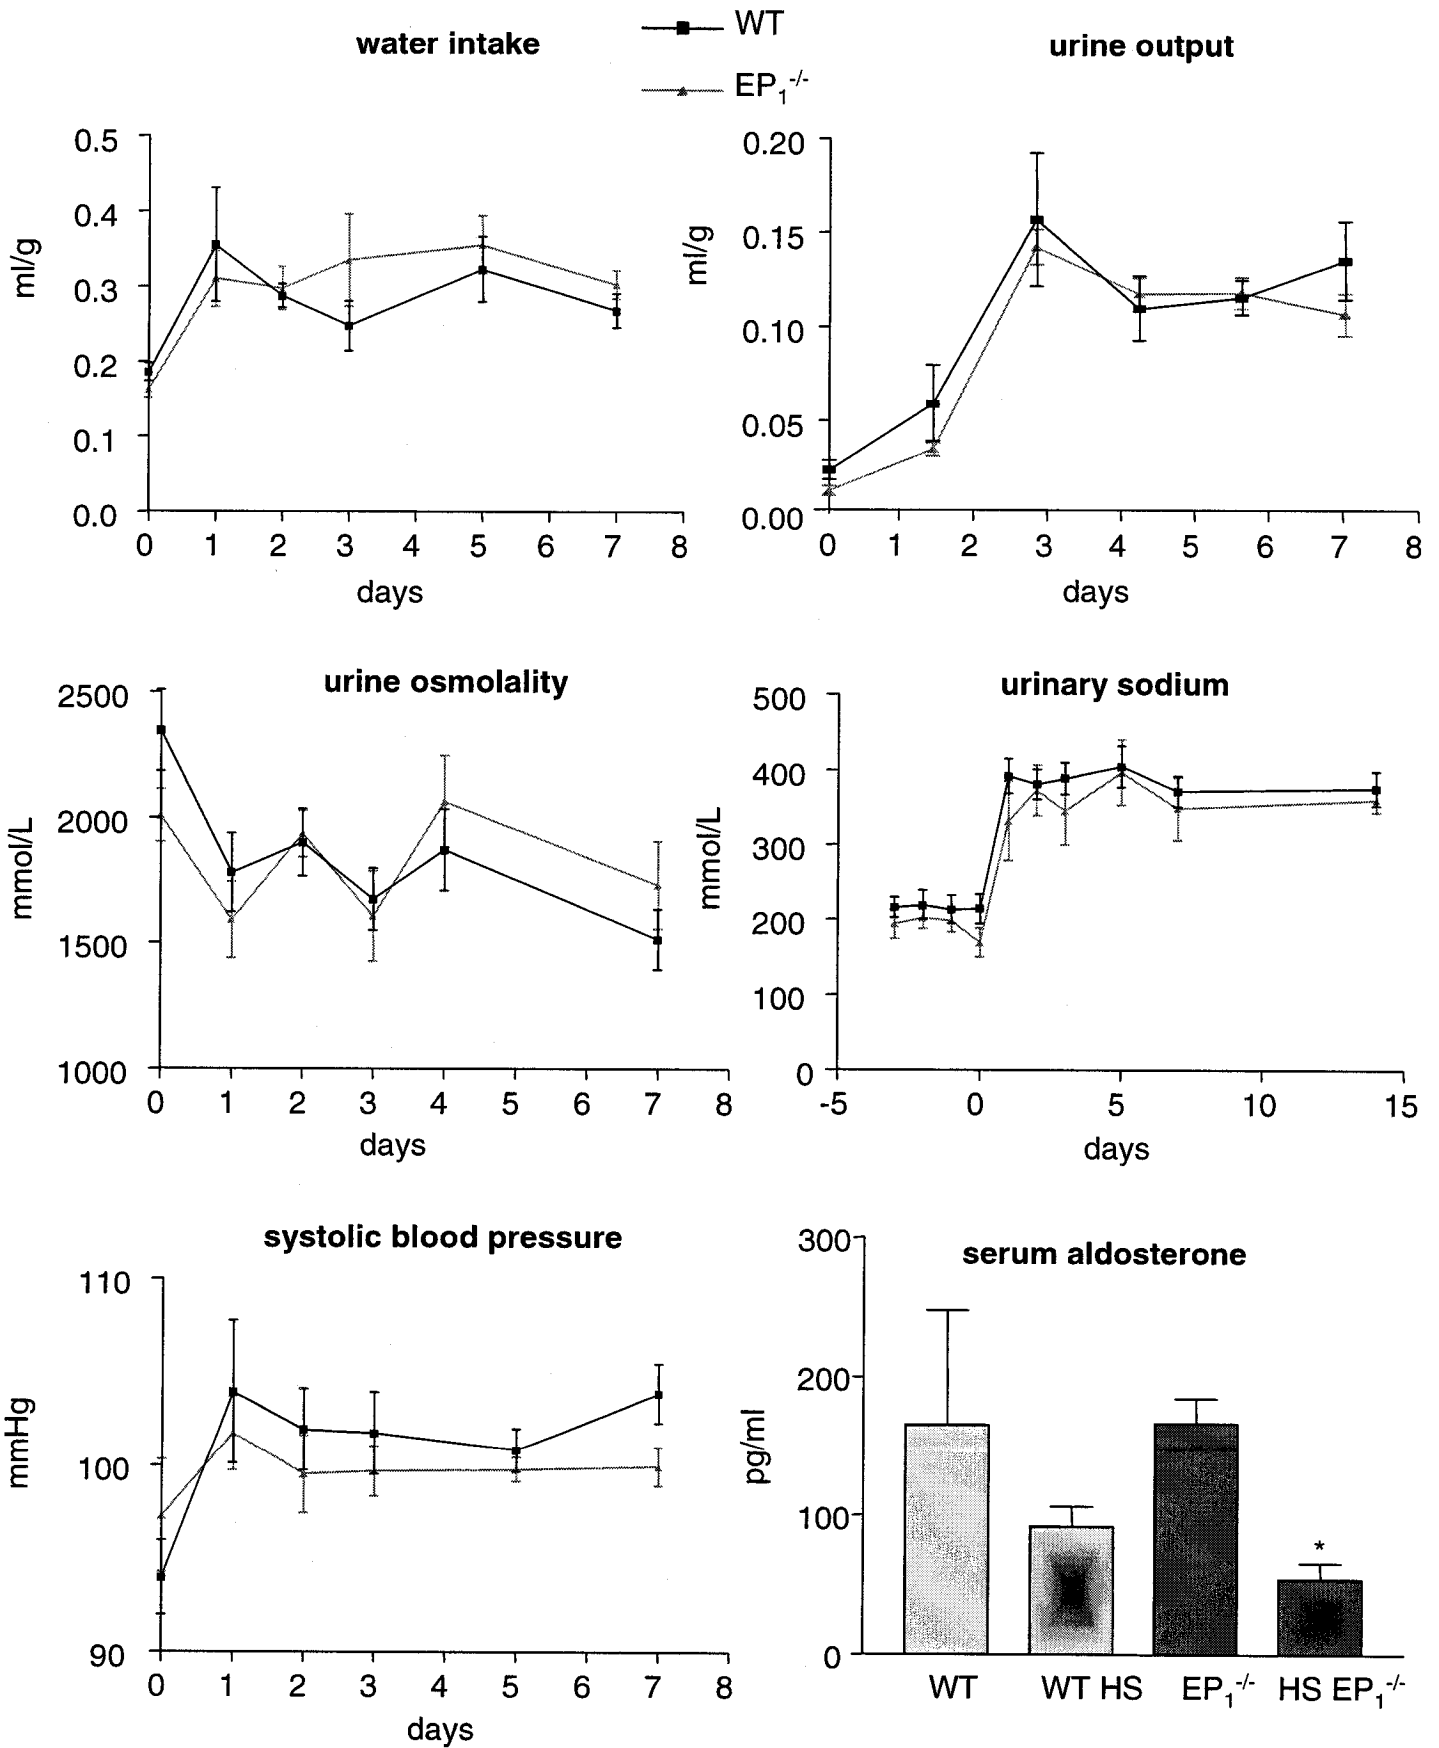 WT
water intake
urine output
EP1-/-
0.5
0.4
0.3
0.2
0.1
0.0
ml/g
0 1 2 3 4 5 6 7 8
days
0.20
0.15
0.10
0.05
0.00
ml/g
0 1 2 3 4 5 6 7 8
days
urine osmolality
2500
2000
1500
1000
mmol/L
0 1 2 3 4 5 6 7 8
days
urinary sodium
500
400
300
200
100
0
mmol/L
-5 0 5 10 15
days
systolic blood pressure
110
100
90
mmHg
0 1 2 3 4 5 6 7 8
days
serum aldosterone
300
200
100
0
pg/ml
*
WT WT HS EP1-/- HS EP1-/-